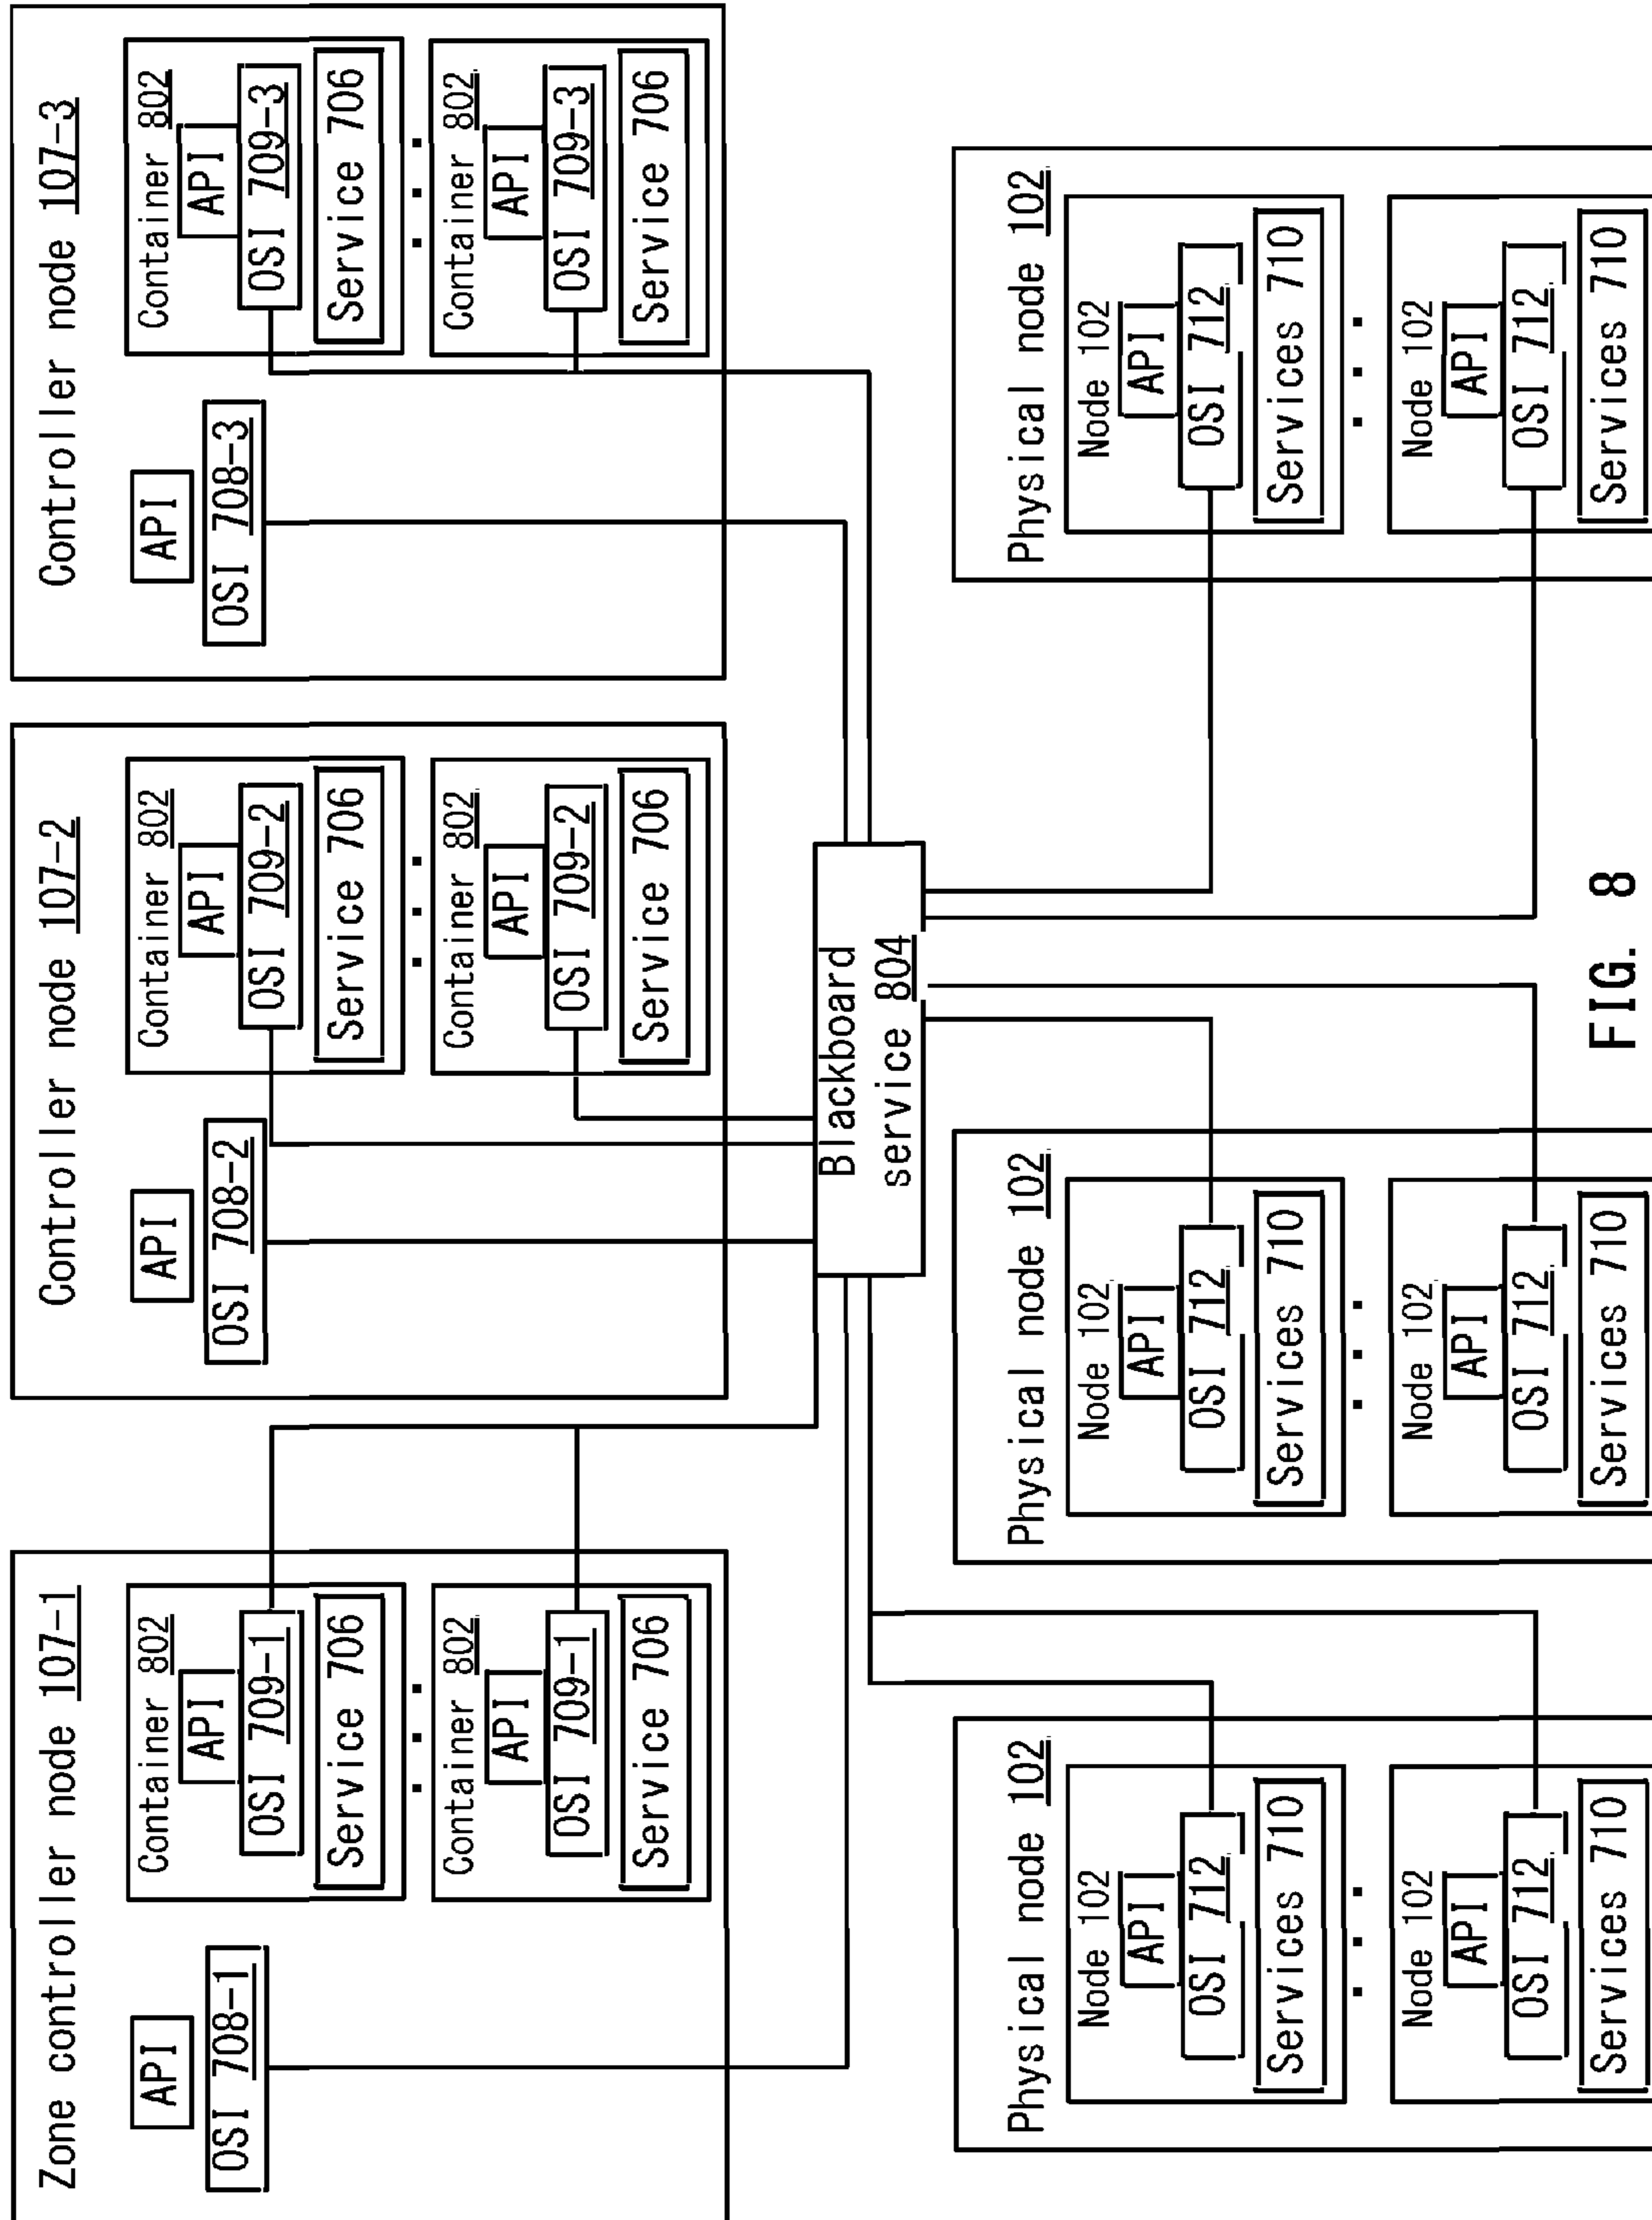 Zone controller node 107-1
API
OSI 708-1
Container 802
API
OSI 709-1
Service 706
. . .
Container 802
API
OSI 709-1
Service 706
Controller node 107-2
API
OSI 708-2
Container 802
API
OSI 709-2
Service 706
. . .
Container 802
API
OSI 709-2
Service 706
Controller node 107-3
API
OSI 708-3
Container 802
API
OSI 709-3
Service 706
. . .
Container 802
API
OSI 709-3
Service 706
Blackboard
service 804
Physical node 102
Node 102
API
OSI 712
Services 710
. . .
Node 102
API
OSI 712
Services 710
Physical node 102
Node 102
API
OSI 712
Services 710
. . .
Node 102
API
OSI 712
Services 710
Physical node 102
Node 102
API
OSI 712
Services 710
. . .
Node 102
API
OSI 712
Services 710
FIG. 8